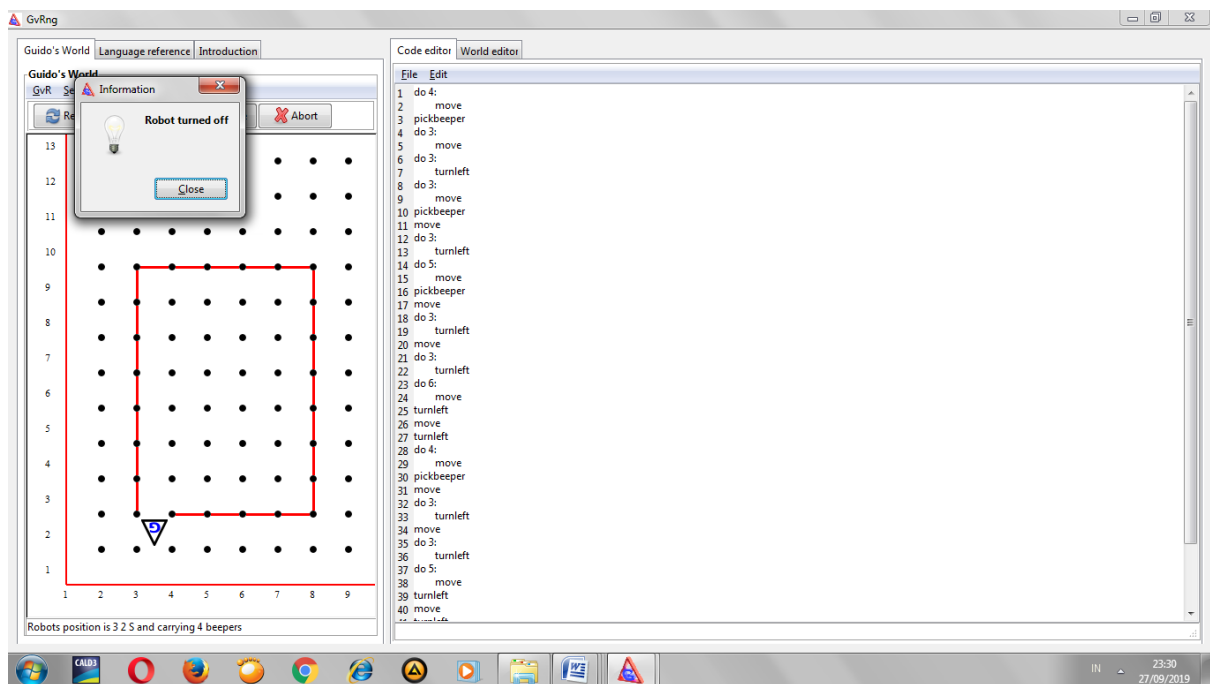 GvRng
Guido's World Language reference Introduction
Guido's World
GvR Se
Information
Re
Abort
Robot turned off
Close
13
12
11
10
9
8
7
6
5
4
3
2
1
1 2 3 4 5 6 7 8 9
G
Robots position is 3 2 S and carrying 4 beepers
Code editor World editor
File Edit
1 do 4:
2 move
3 pickbeeper
4 do 3:
5 move
6 do 3:
7 turnleft
8 do 3:
9 move
10 pickbeeper
11 move
12 do 3:
13 turnleft
14 do 5:
15 move
16 pickbeeper
17 move
18 do 3:
19 turnleft
20 move
21 do 3:
22 turnleft
23 do 6:
24 move
25 turnleft
26 move
27 turnleft
28 do 4:
29 move
30 pickbeeper
31 move
32 do 3:
33 turnleft
34 move
35 do 3:
36 turnleft
37 do 5:
38 move
39 turnleft
40 move
CALD3
IN
23:30
27/09/2019